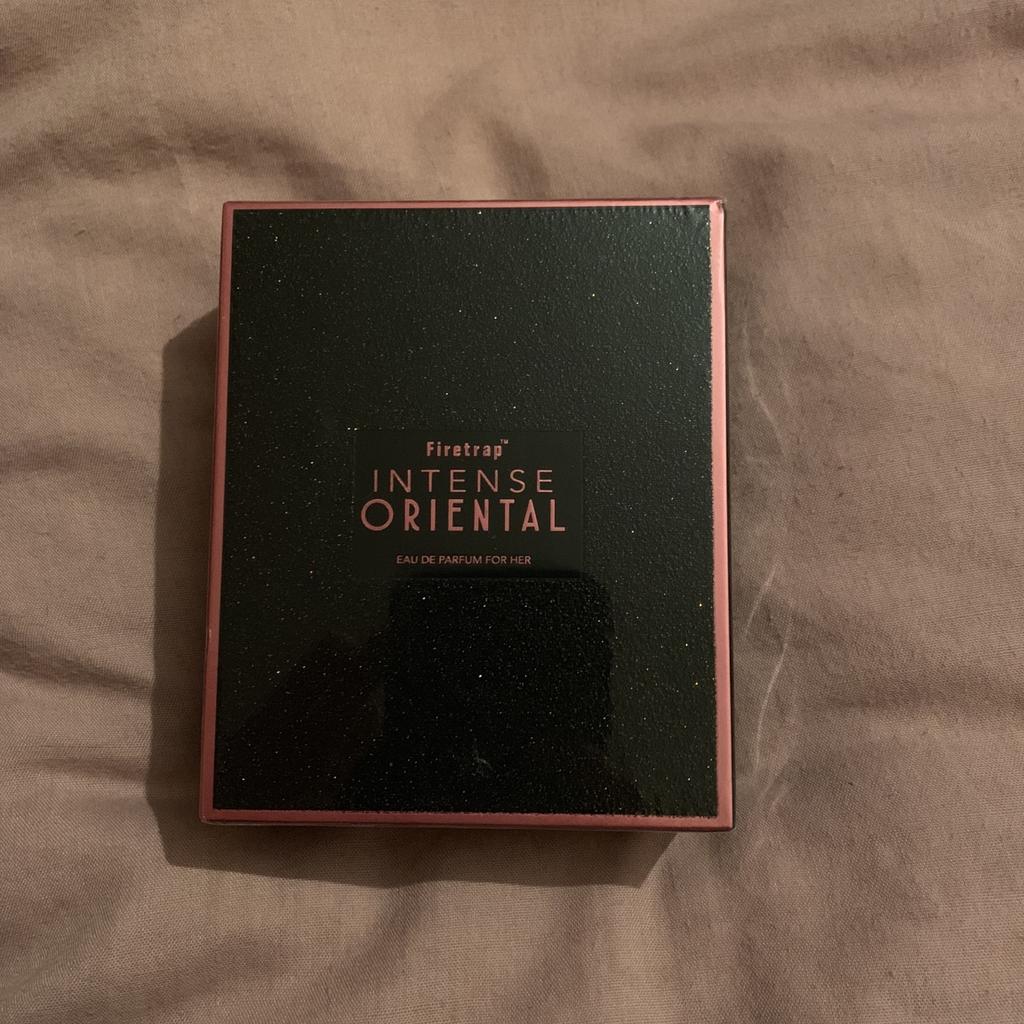 Firetrap™
INTENSE
ORIENTAL
EAU DE PARFUM FOR HER